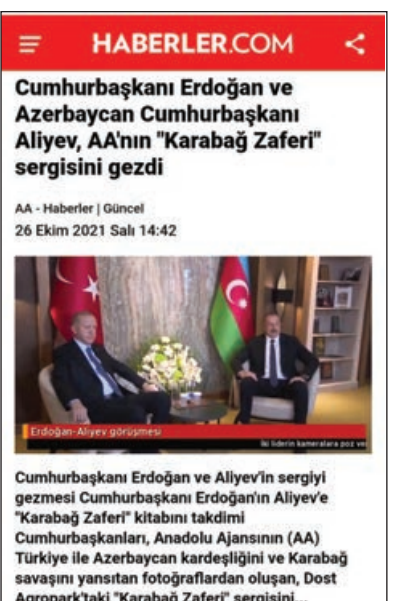 HABERLER.COM
Cumhurbaşkanı Erdoğan ve
Azerbaycan Cumhurbaşkanı
Aliyev, AA'nın "Karabağ Zaferi"
sergisini gezdi
AA - Haberler | Güncel
26 Ekim 2021 Salı 14:42
Erdoğan-Aliyev görüşmesi
İki liderin kameralara poz ve
Cumhurbaşkanı Erdoğan ve Aliyev'in sergiyi
gezmesi Cumhurbaşkanı Erdoğan'ın Aliyev'e
"Karabağ Zaferi" kitabını takdimi
Cumhurbaşkanları, Anadolu Ajansının (AA)
Türkiye ile Azerbaycan kardeşliğini ve Karabağ
savaşını yansıtan fotoğraflardan oluşan, Dost
Agropark'taki "Karabağ Zaferi" sergisini...